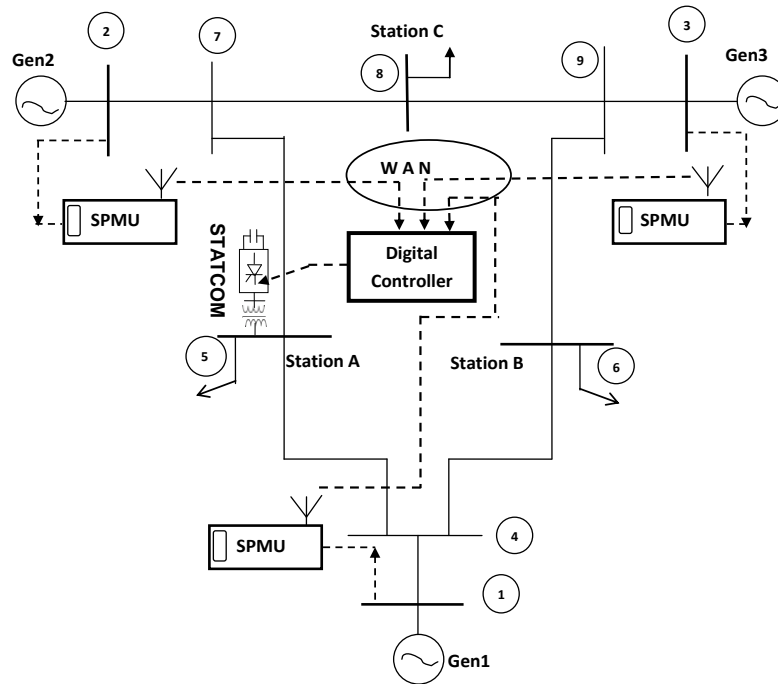 Station C
2
7
3
Gen2
8
9
Gen3
W A N
SPMU
SPMU
STATCOM
Digital
Controller
5
Station A
Station B
6
SPMU
4
1
Gen1